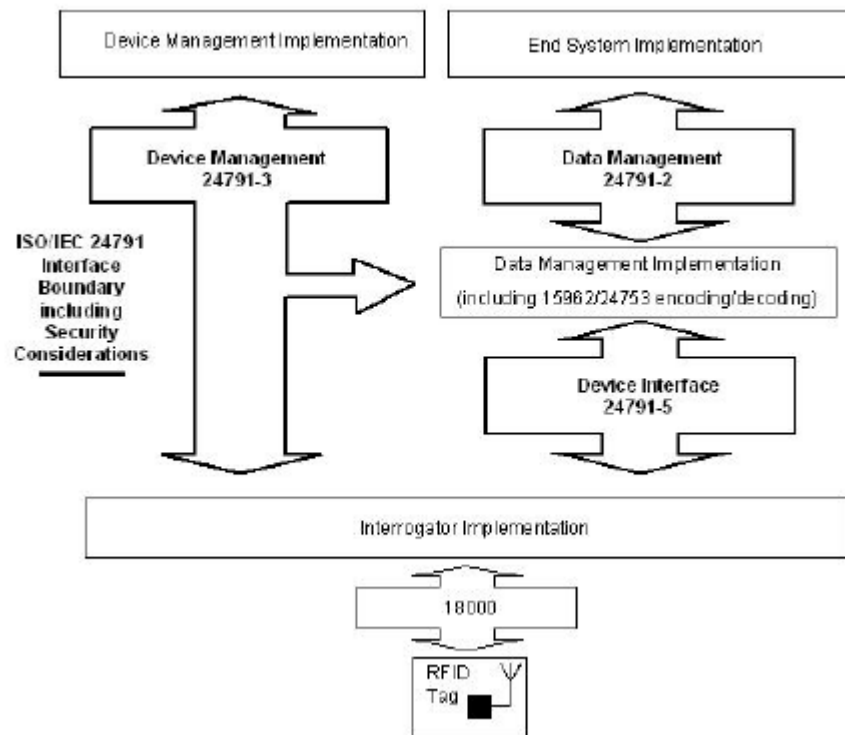 Device Management Implementation
End System Implementation
Device Management
24791-3
Data Management
24791-2
ISO/IEC 24791
Interface
Boundary
including
Security
Considerations
Data Management Implementation
(including 15962/24753 encoding/decoding)
Device Interface
24791-5
Interrogator Implementation
18000
RFID
Tag